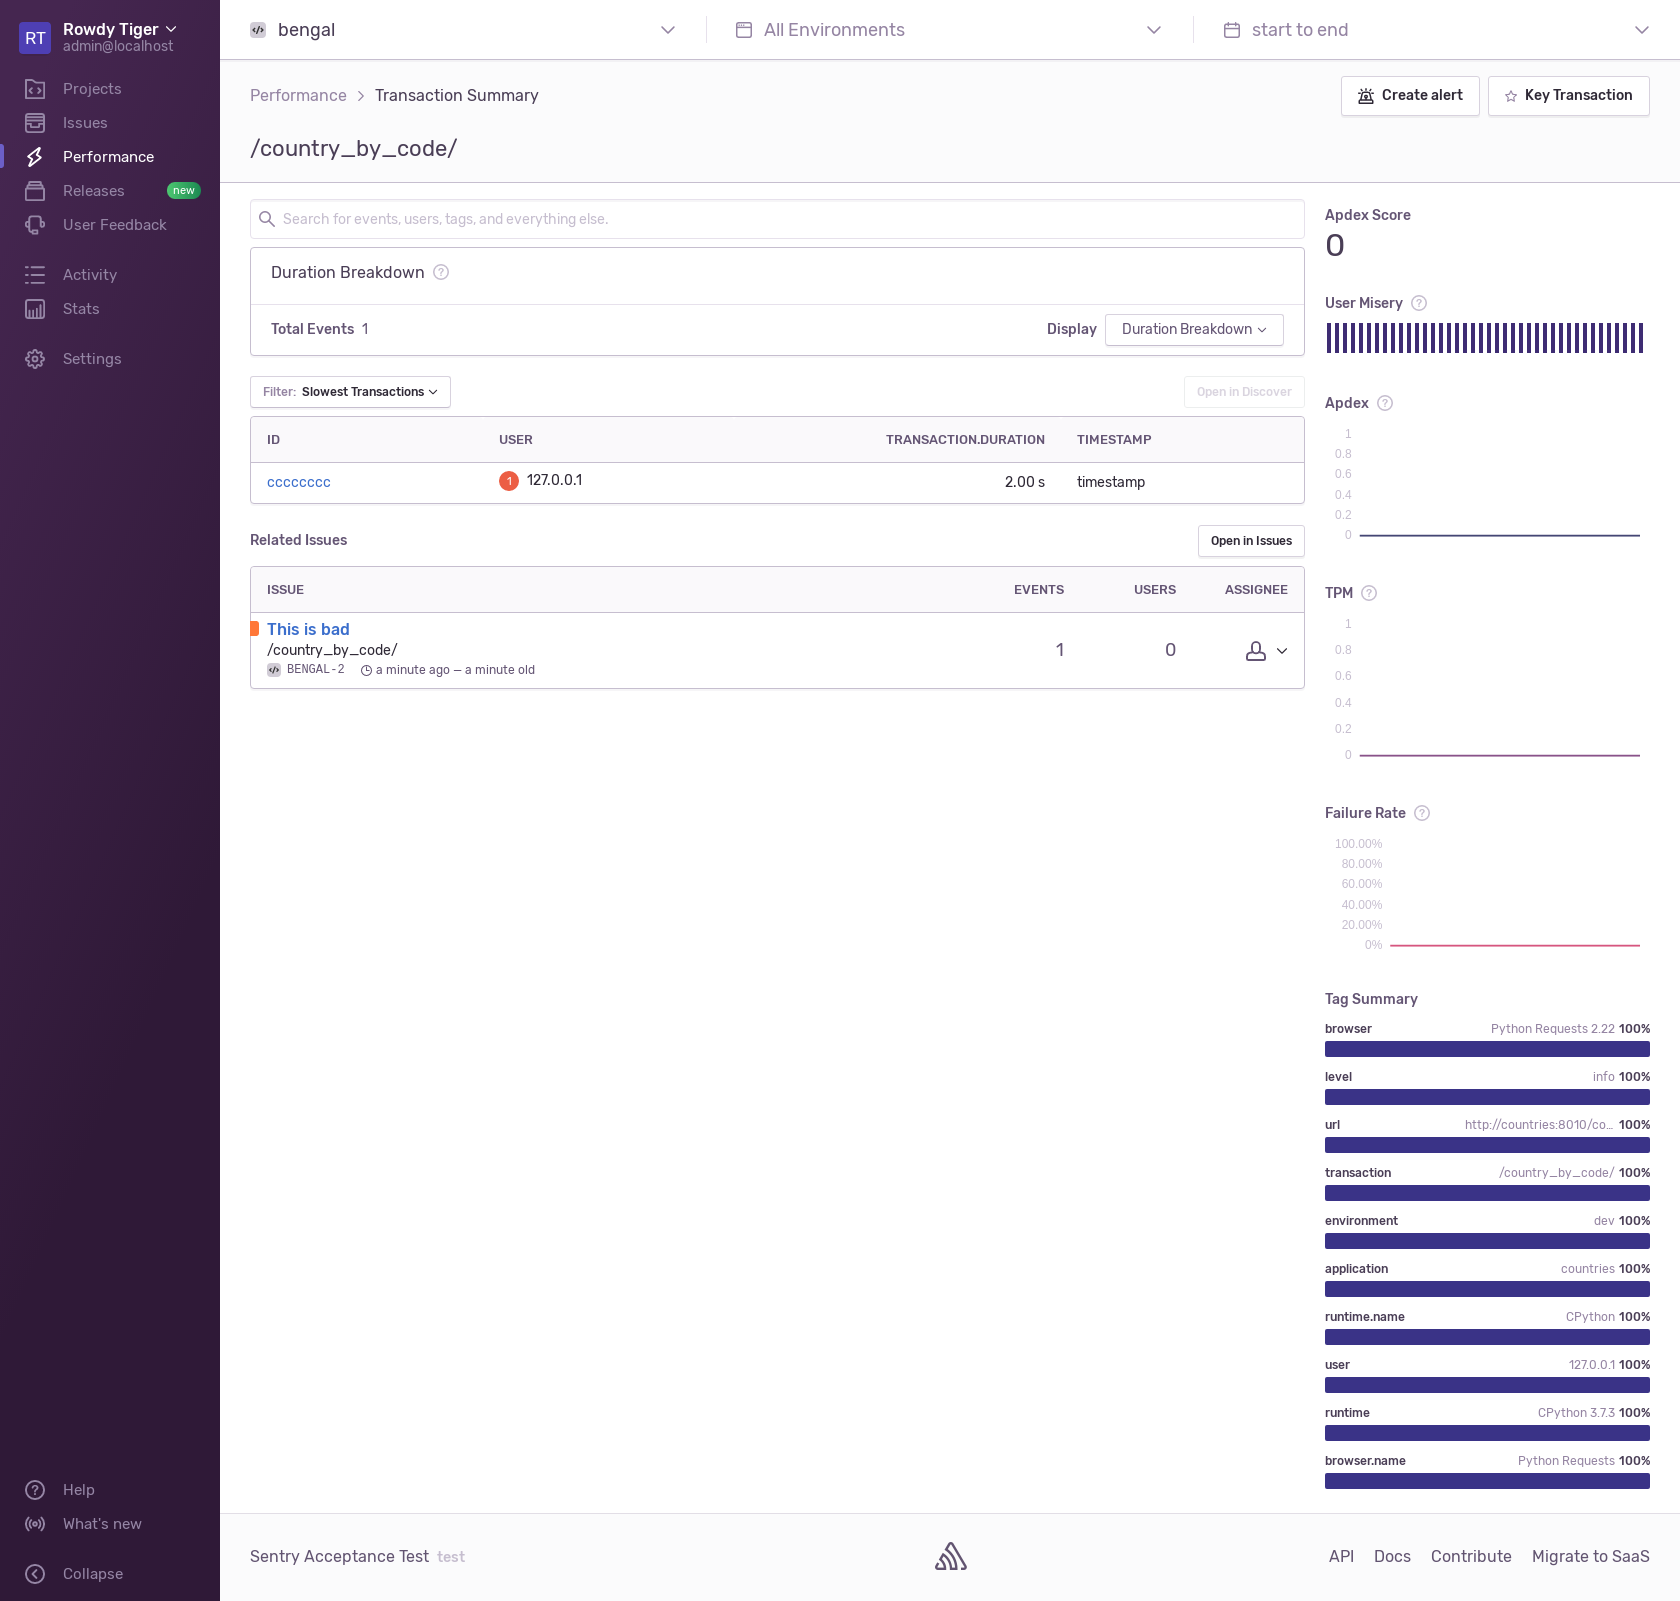 RT
Rowdy Tiger
admin@localhost
Projects
Issues
Performance
Releases new
User Feedback
Activity
Stats
Settings
Help
What's new
Collapse
bengal
All Environments
start to end
Performance > Transaction Summary
Create alert
Key Transaction
/country_by_code/
Search for events, users, tags, and everything else.
Duration Breakdown ?
Total Events 1
Display Duration Breakdown
Filter: Slowest Transactions
Open in Discover
ID USER TRANSACTION.DURATION TIMESTAMP
cccccccc 1 127.0.0.1 2.00 s timestamp
Related Issues
Open in Issues
ISSUE EVENTS USERS ASSIGNEE
This is bad
/country_by_code/
1 0
BENGAL-2 a minute ago — a minute old
Apdex Score
0
User Misery ?
Apdex ?
1
0.8
0.6
0.4
0.2
0
TPM ?
1
0.8
0.6
0.4
0.2
0
Failure Rate ?
100.00%
80.00%
60.00%
40.00%
20.00%
0%
Tag Summary
browser Python Requests 2.22 100%
level info 100%
url http://countries:8010/co... 100%
transaction /country_by_code/ 100%
environment dev 100%
application countries 100%
runtime.name CPython 100%
user 127.0.0.1 100%
runtime CPython 3.7.3 100%
browser.name Python Requests 100%
Sentry Acceptance Test test
API Docs Contribute Migrate to SaaS